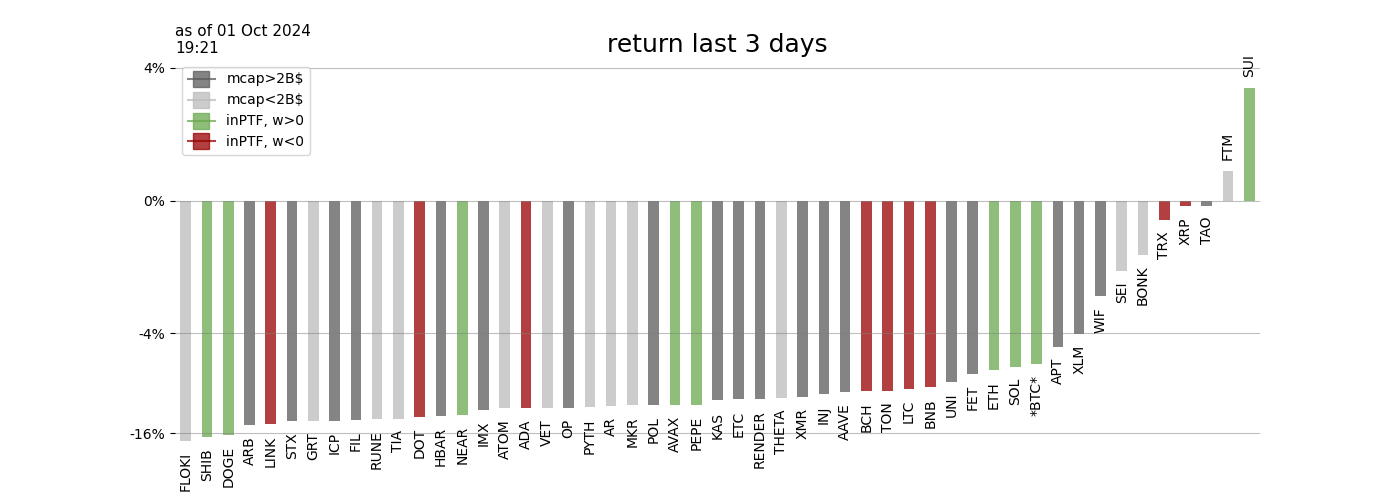 as of 01 Oct 2024
19:21
return last 3 days
4%
0%
-4%
-16%
mcap>2B$
mcap<2B$
inPTF, w>0
inPTF, w<0
FLOKI
SHIB
DOGE
ARB
LINK
STX
GRT
ICP
FIL
RUNE
TIA
DOT
HBAR
NEAR
IMX
ATOM
ADA
VET
OP
PYTH
AR
MKR
POL
AVAX
PEPE
KAS
ETC
RENDER
THETA
XMR
INJ
AAVE
BCH
TON
LTC
BNB
UNI
FET
ETH
SOL
*BTC*
APT
XLM
WIF
SEI
BONK
TRX
XRP
TAO
FTM
SUI